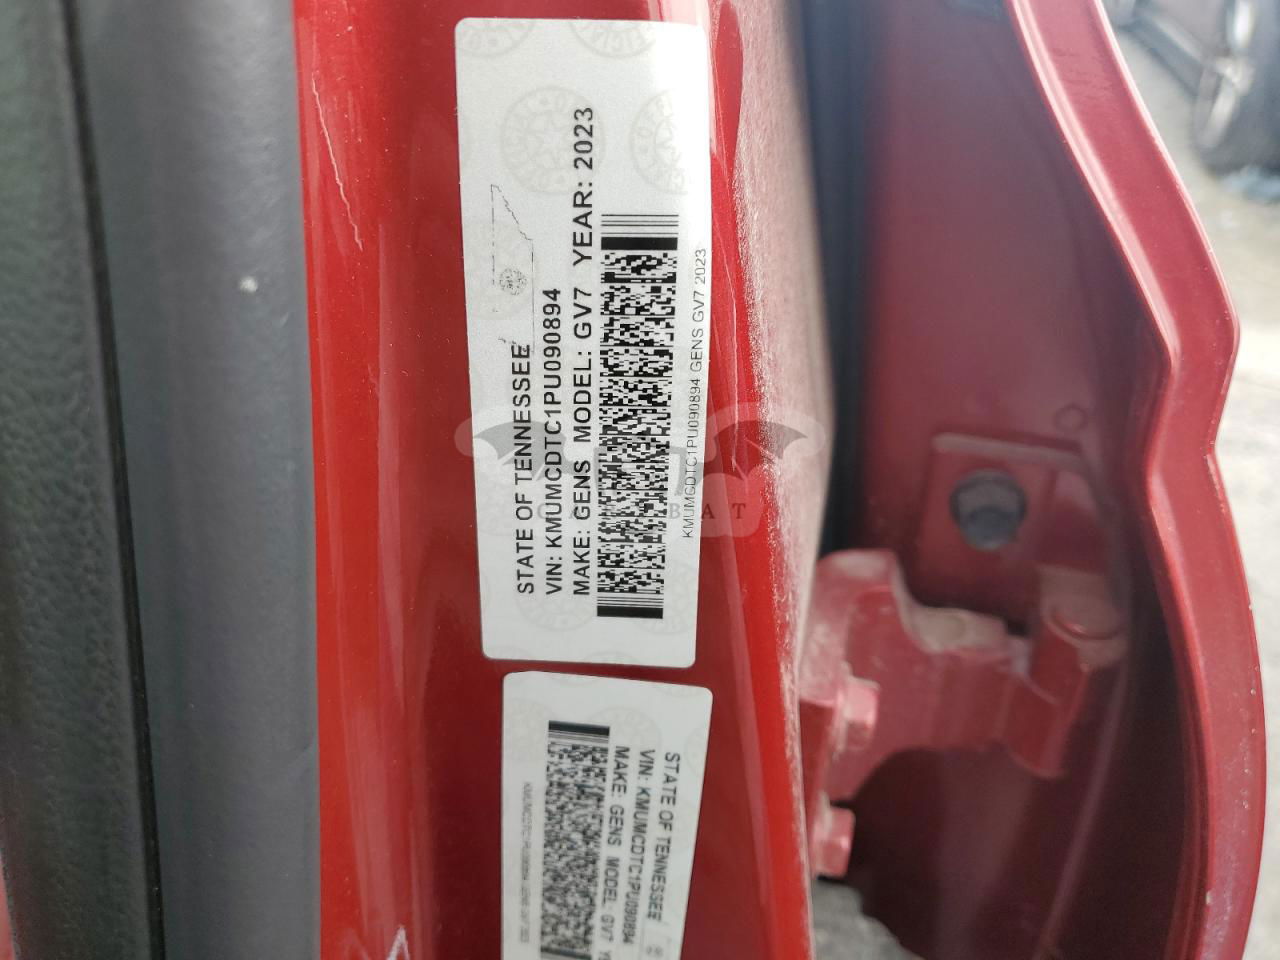 STATE OF TENNESSEE
VIN: KMUMCDTC1PU090894
MAKE: GENS MODEL: GV7 YEAR: 2023
KMUMCDTC1PU090894 GENS GV7 2023
STATE OF TENNESSEE
VIN: KMUMCDTC1PU090894
MAKE: GENS MODEL: GV7